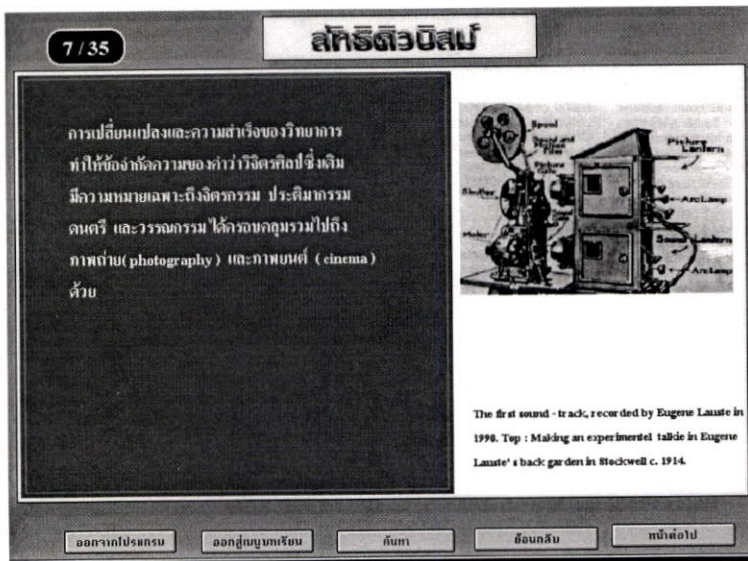 7 / 35
ลัทธิคิวบิสม์
การเปลี่ยนแปลงและความสำเร็จของวิทยาการ
ทำให้ข้อจำกัดความของคำว่าวิจิตรศิลป์ซึ่งเดิม
มีความหมายเฉพาะถึงจิตรกรรม ประติมากรรม
ดนตรี และวรรณกรรม ได้ครอบคลุมรวมไปถึง
ภาพถ่าย( photography ) และภาพยนต์ ( cinema )
ด้วย
Spool
Sound and
Motion
Film
Picture
Gate
Shutter
Motor
Picture
Lantern
Arc Lamp
Sound
Lantern
Arc Lamp
The first sound - track, recorded by Eugene Lauste in
1990. Top : Making an experimentel talkie in Eugene
Lauste' s back garden in Stockwell c. 1914.
ออกจากโปรแกรม
ออกสู่เมนูบทเรียน
ค้นหา
ย้อนกลับ
หน้าต่อไป